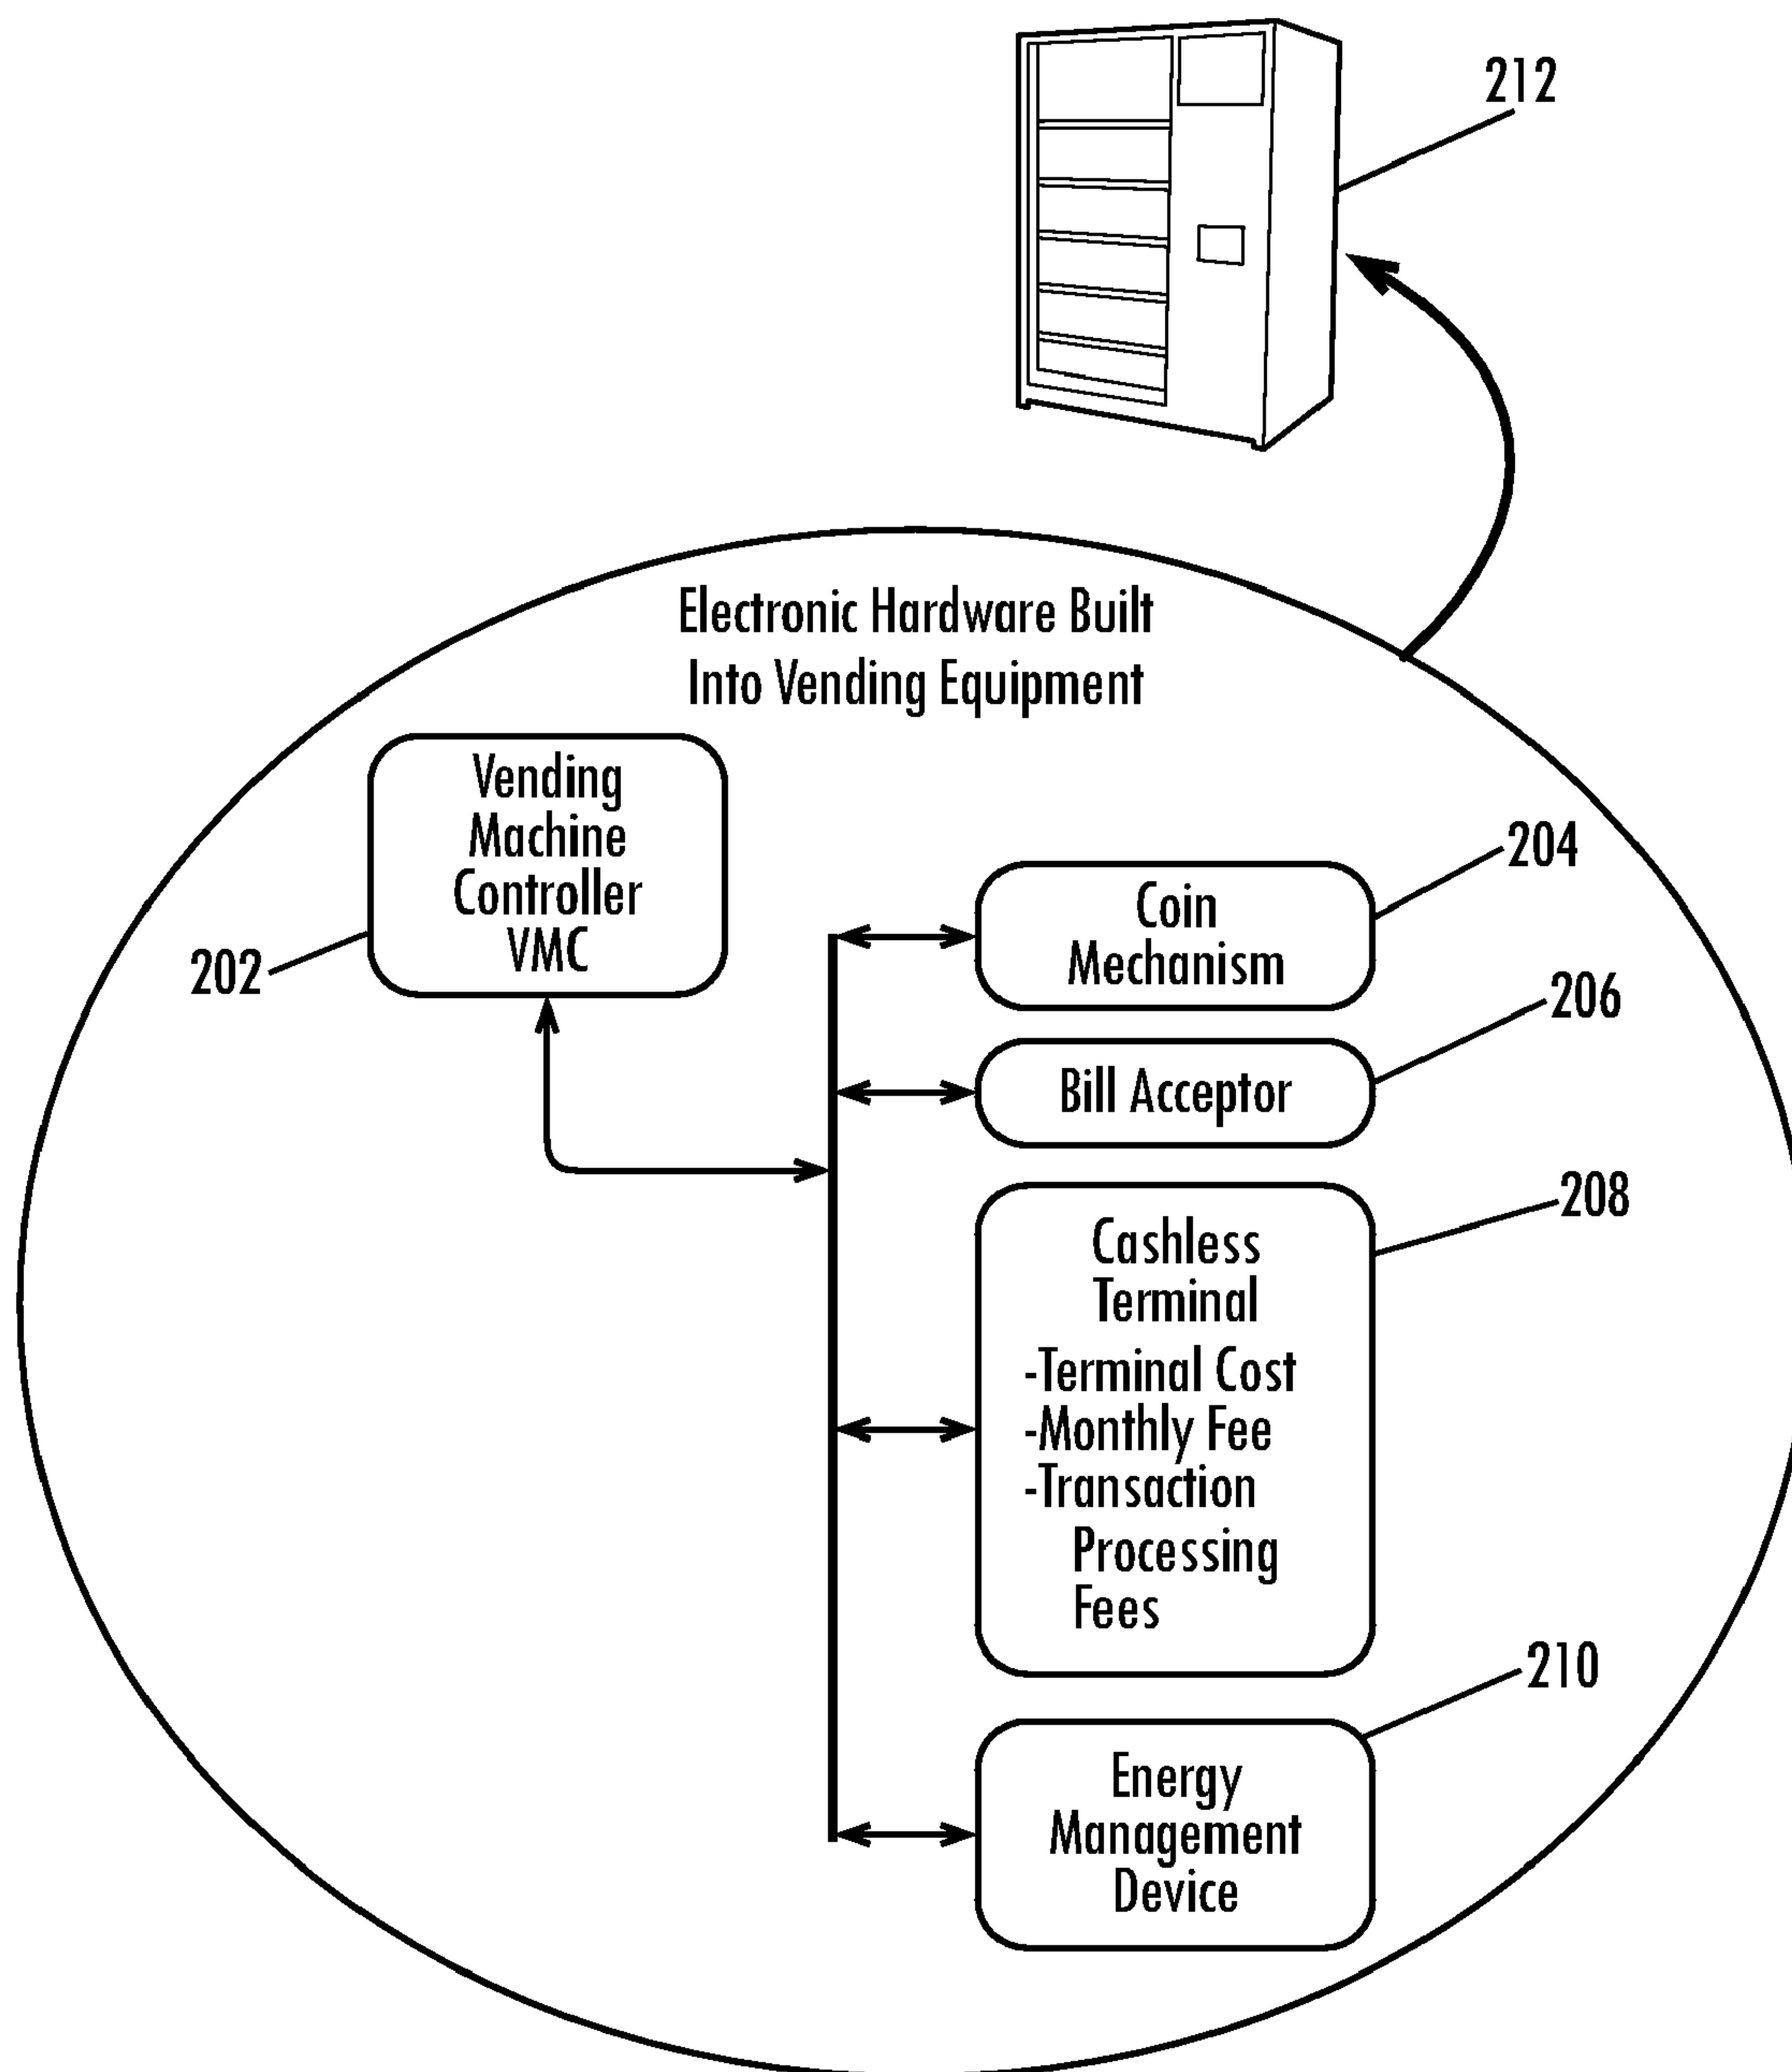 212
Electronic Hardware Built
Into Vending Equipment
Vending
Machine
Controller
VMC
202
204
Coin
Mechanism
206
Bill Acceptor
208
Cashless
Terminal
-Terminal Cost
-Monthly Fee
-Transaction
Processing
Fees
210
Energy
Management
Device